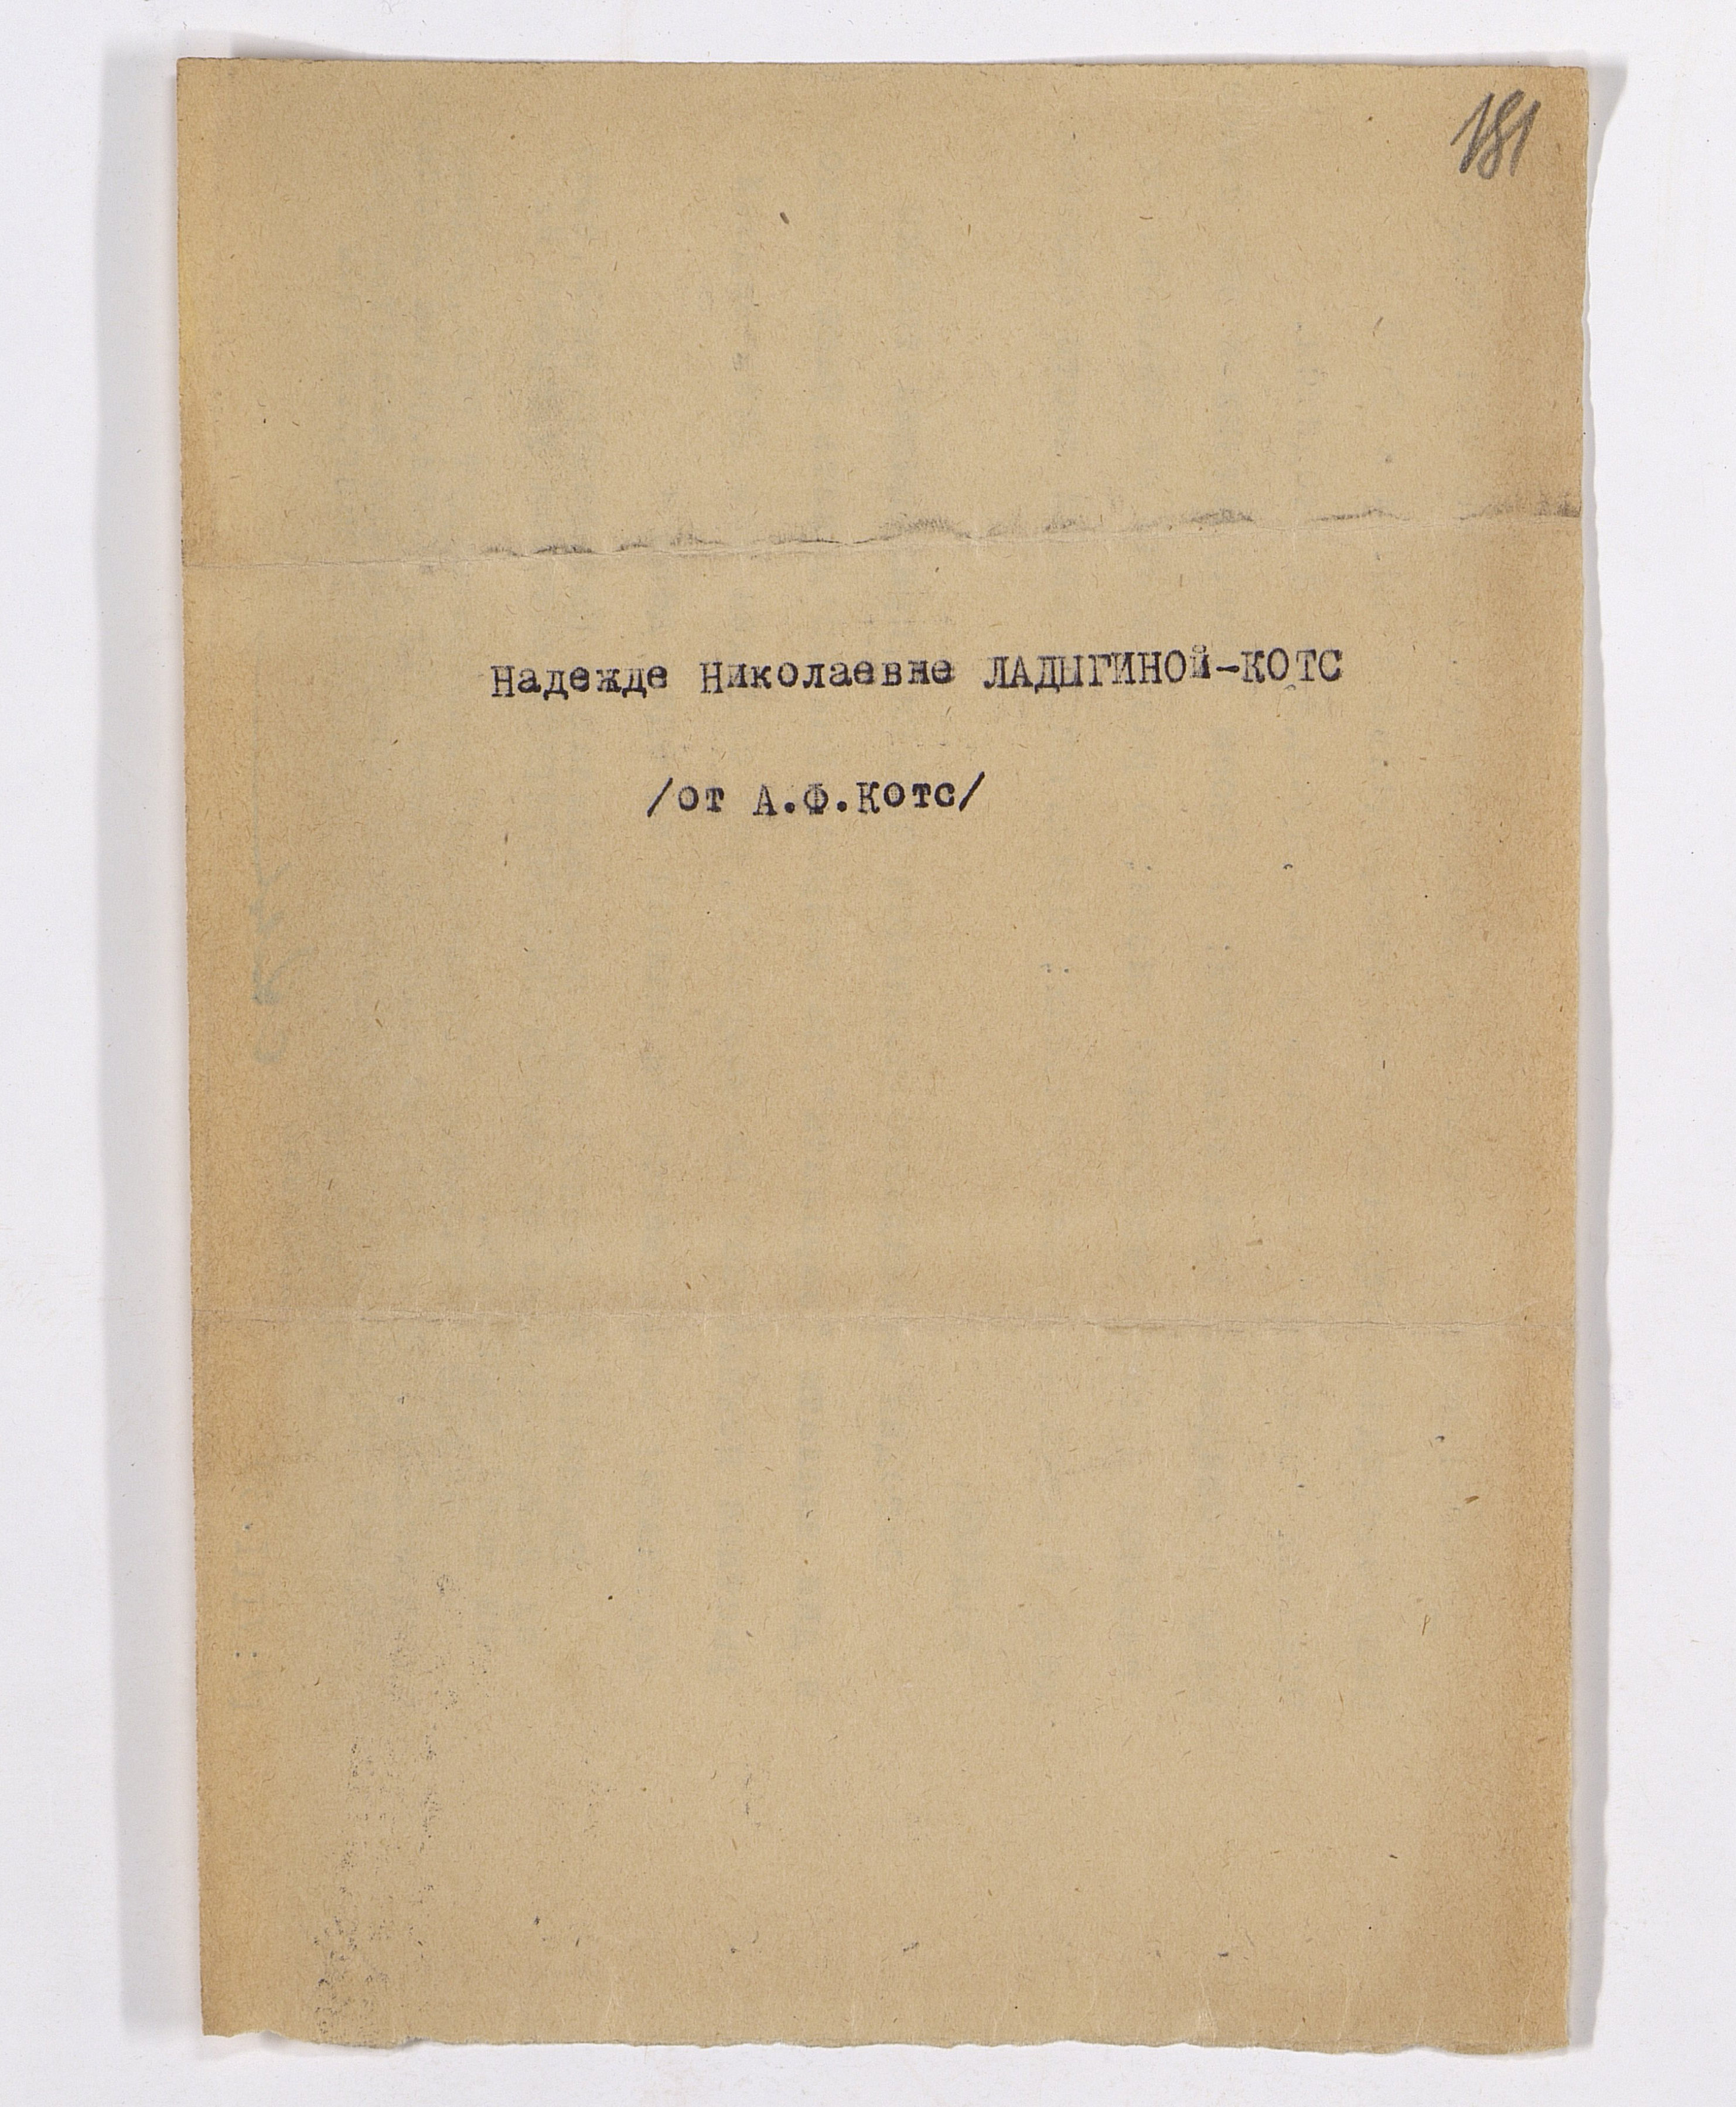 181
Надежде Николаевне ЛАДЫГИНОЙ-КОТС
/от А.Ф.Котс/